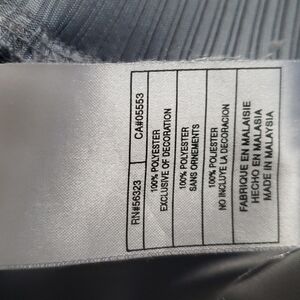 RN#56323 CA#05553
100% POLYESTER
EXCLUSIVE OF DECORATION
100% POLYESTER
SANS ORNEMENTS
100% POLIESTER
NO INCLUYE LA DECORACION
FABRIQUE EN MALAISIE
HECHO EN MALASIA
MADE IN MALAYSIA